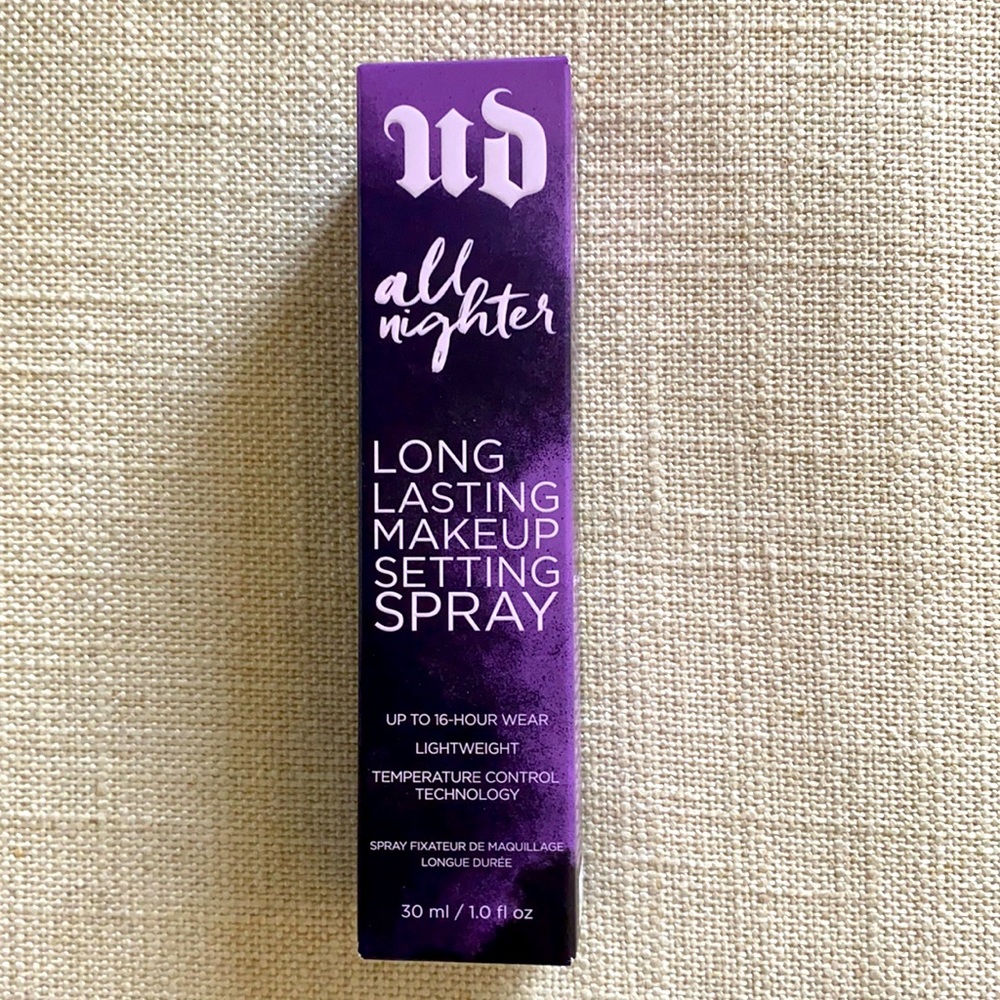 UD
all
nighter
LONG
LASTING
MAKEUP
SETTING
SPRAY
UP TO 16-HOUR WEAR
LIGHTWEIGHT
TEMPERATURE CONTROL
TECHNOLOGY
SPRAY FIXATEUR DE MAQUILLAGE
LONGUE DURÉE
30 ml / 1.0 fl oz